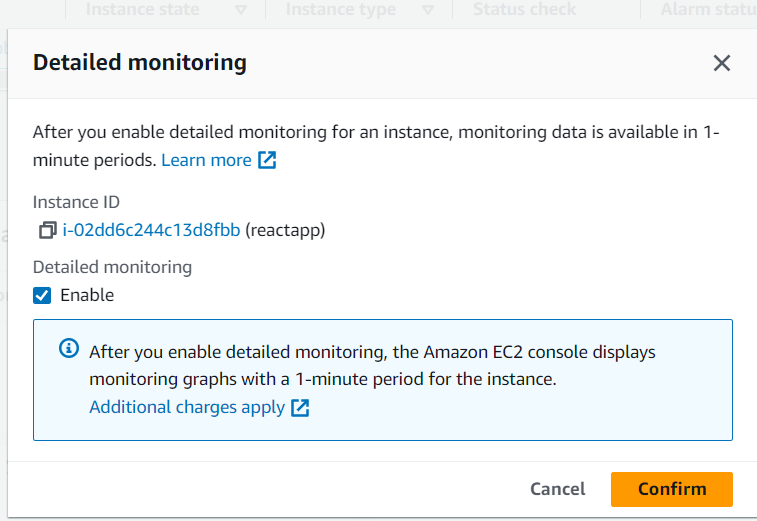 Instance state Instance type Status check Alarm statu
Detailed monitoring
After you enable detailed monitoring for an instance, monitoring data is available in 1-
minute periods. Learn more
Instance ID
i-02dd6c244c13d8fbb (reactapp)
Detailed monitoring
Enable
After you enable detailed monitoring, the Amazon EC2 console displays
monitoring graphs with a 1-minute period for the instance.
Additional charges apply
Cancel Confirm